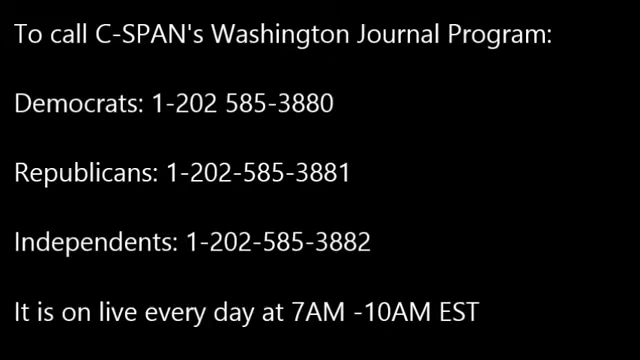 To call C-SPAN's Washington Journal Program:
Democrats: 1-202 585-3880
Republicans: 1-202-585-3881
Independents: 1-202-585-3882
It is on live every day at 7AM -10AM EST